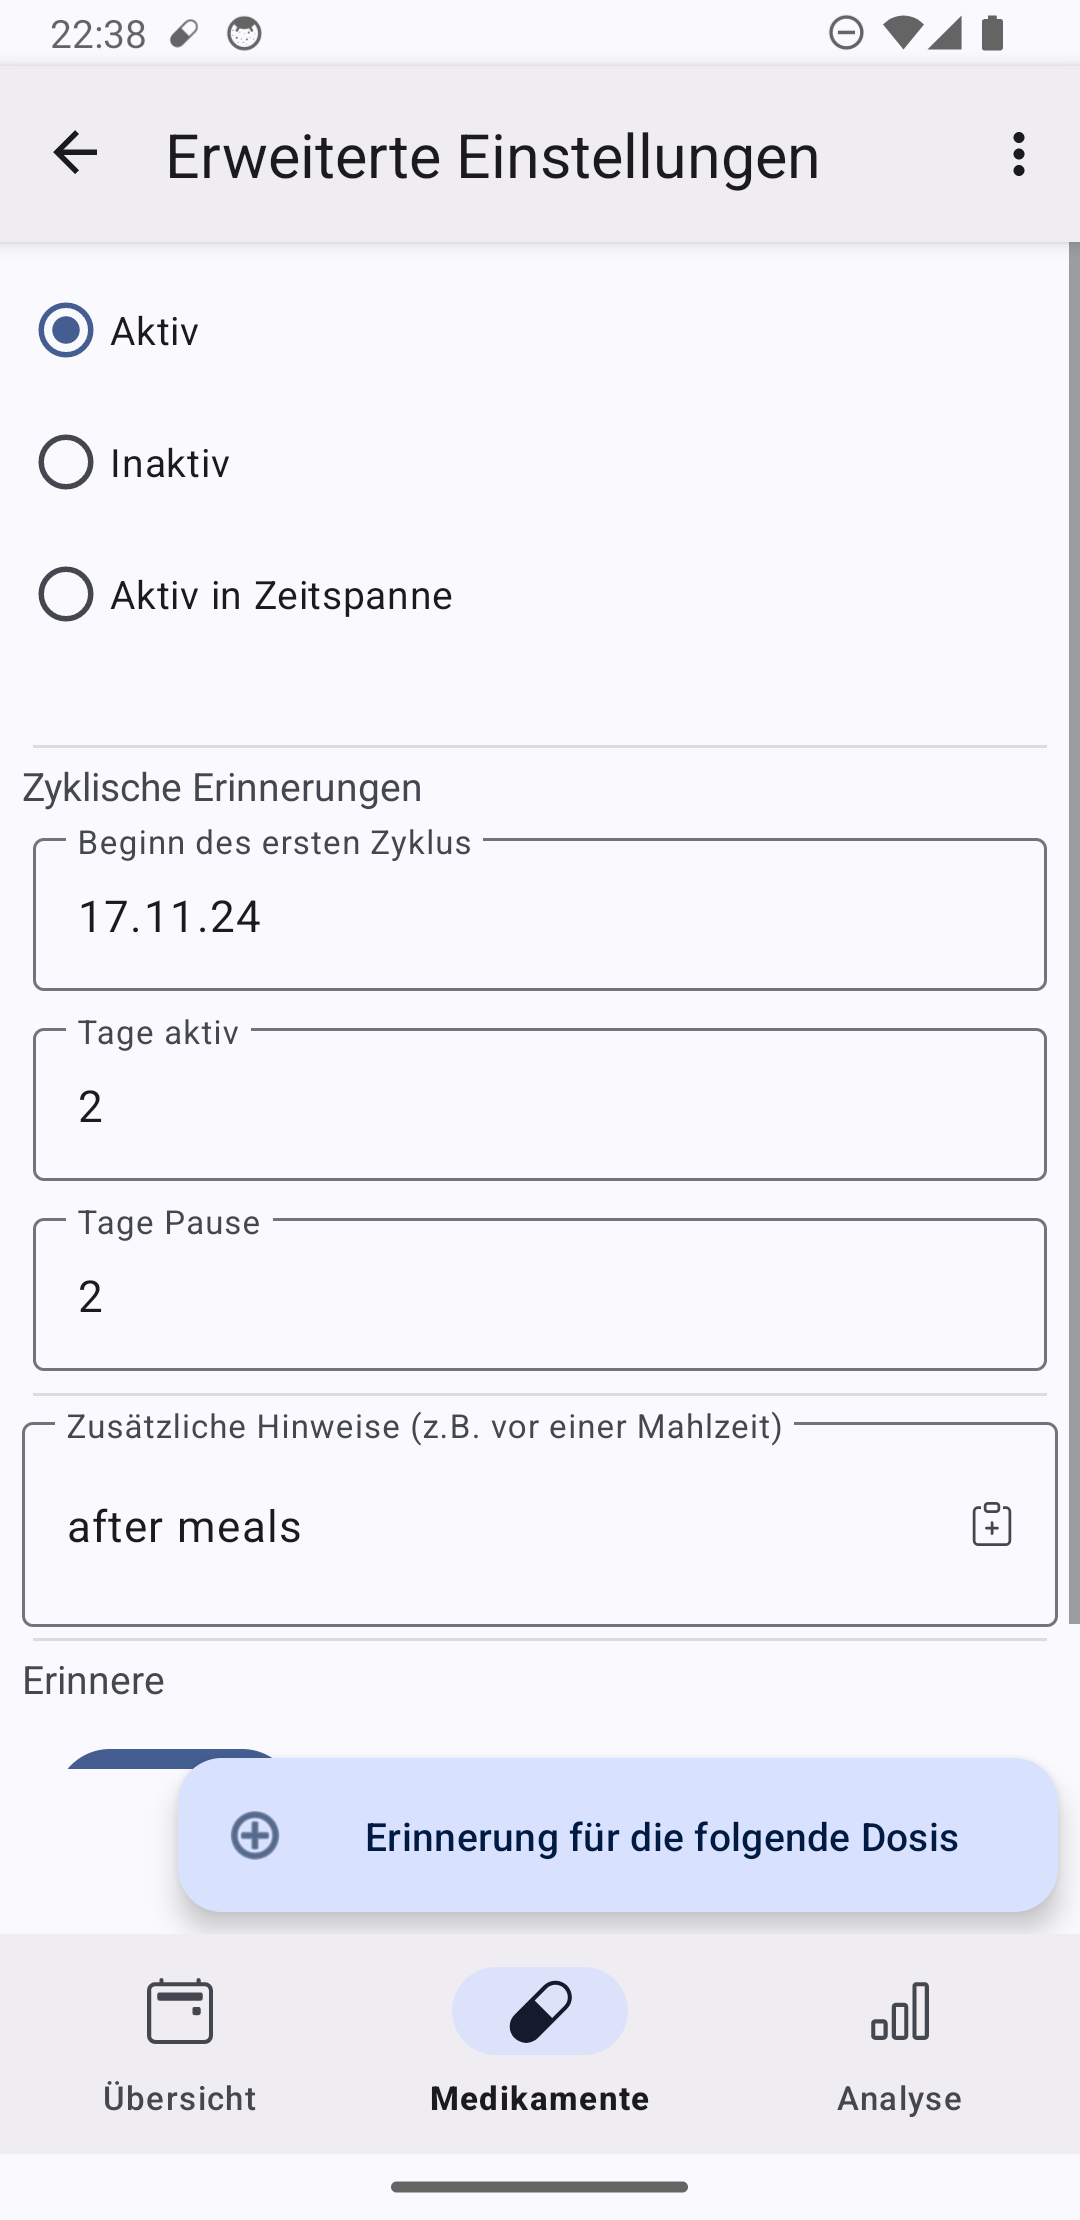 22:38
Erweiterte Einstellungen
Aktiv
Inaktiv
Aktiv in Zeitspanne
Zyklische Erinnerungen
Beginn des ersten Zyklus
17.11.24
Tage aktiv
2
Tage Pause
2
Zusätzliche Hinweise (z.B. vor einer Mahlzeit)
after meals
Erinnere
Erinnerung für die folgende Dosis
Übersicht
Medikamente
Analyse